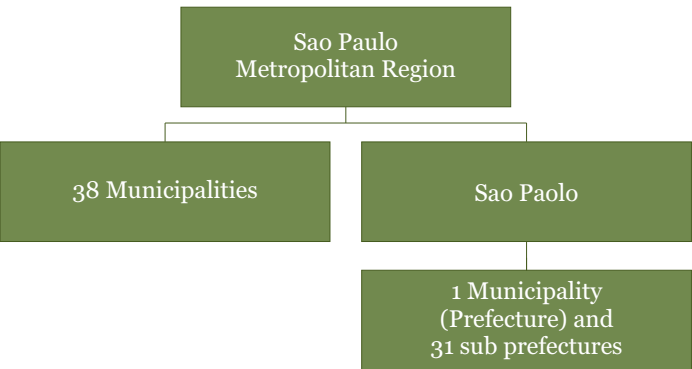 Sao Paulo
Metropolitan Region
38 Municipalities
Sao Paolo
1 Municipality
(Prefecture) and
31 sub prefectures